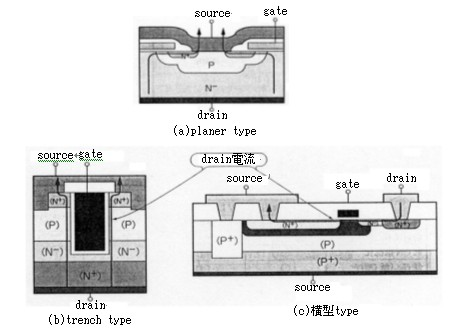 source
gate
N⁺
P
N⁻
drain
(a)planer type
source+gate
drain電流
source
gate
drain
(N+)
(N+)
(P)
(P)
(N-)
(N-)
(N+)
drain
(b)trench type
(N+)
(N+)
(P+)
(P)
(P+)
source
(c)横型type